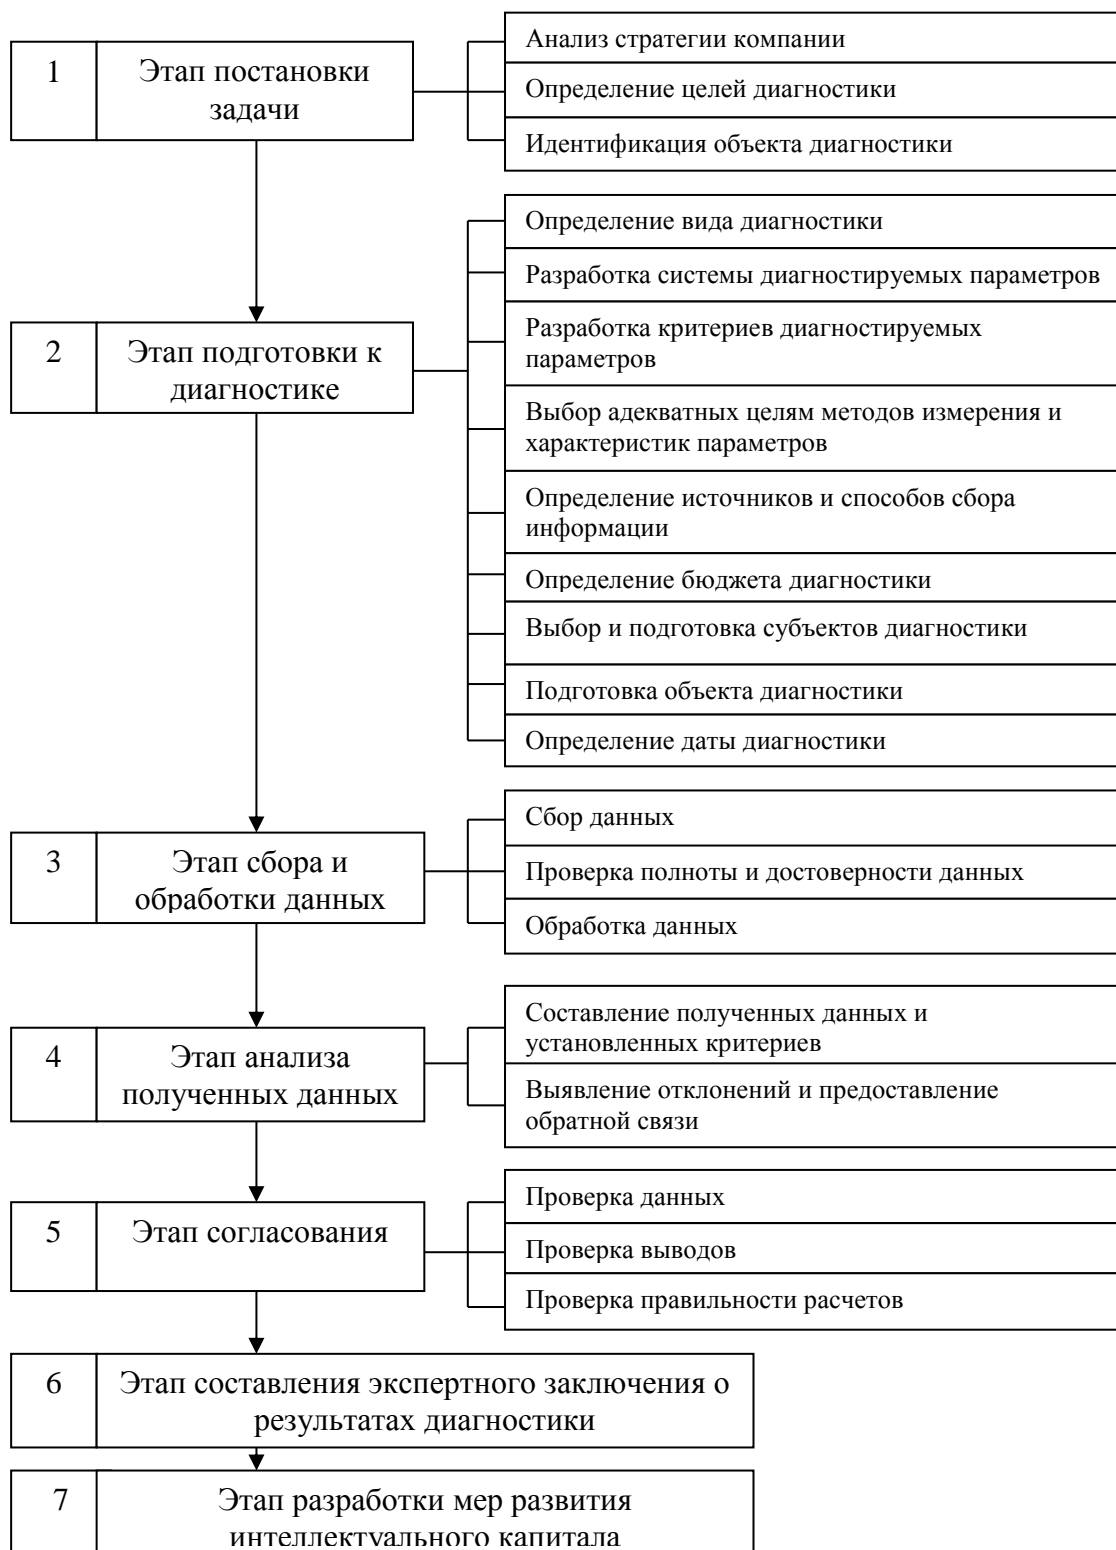 1
Этап постановки
задачи
Анализ стратегии компании
Определение целей диагностики
Идентификация объекта диагностики
2
Этап подготовки к
диагностике
Определение вида диагностики
Разработка системы диагностируемых параметров
Разработка критериев диагностируемых
параметров
Выбор адекватных целям методов измерения и
характеристик параметров
Определение источников и способов сбора
информации
Определение бюджета диагностики
Выбор и подготовка субъектов диагностики
Подготовка объекта диагностики
Определение даты диагностики
3
Этап сбора и
обработки данных
Сбор данных
Проверка полноты и достоверности данных
Обработка данных
4
Этап анализа
полученных данных
Составление полученных данных и
установленных критериев
Выявление отклонений и предоставление
обратной связи
5
Этап согласования
Проверка данных
Проверка выводов
Проверка правильности расчетов
6
Этап составления экспертного заключения о
результатах диагностики
7
Этап разработки мер развития
интеллектуального капитала